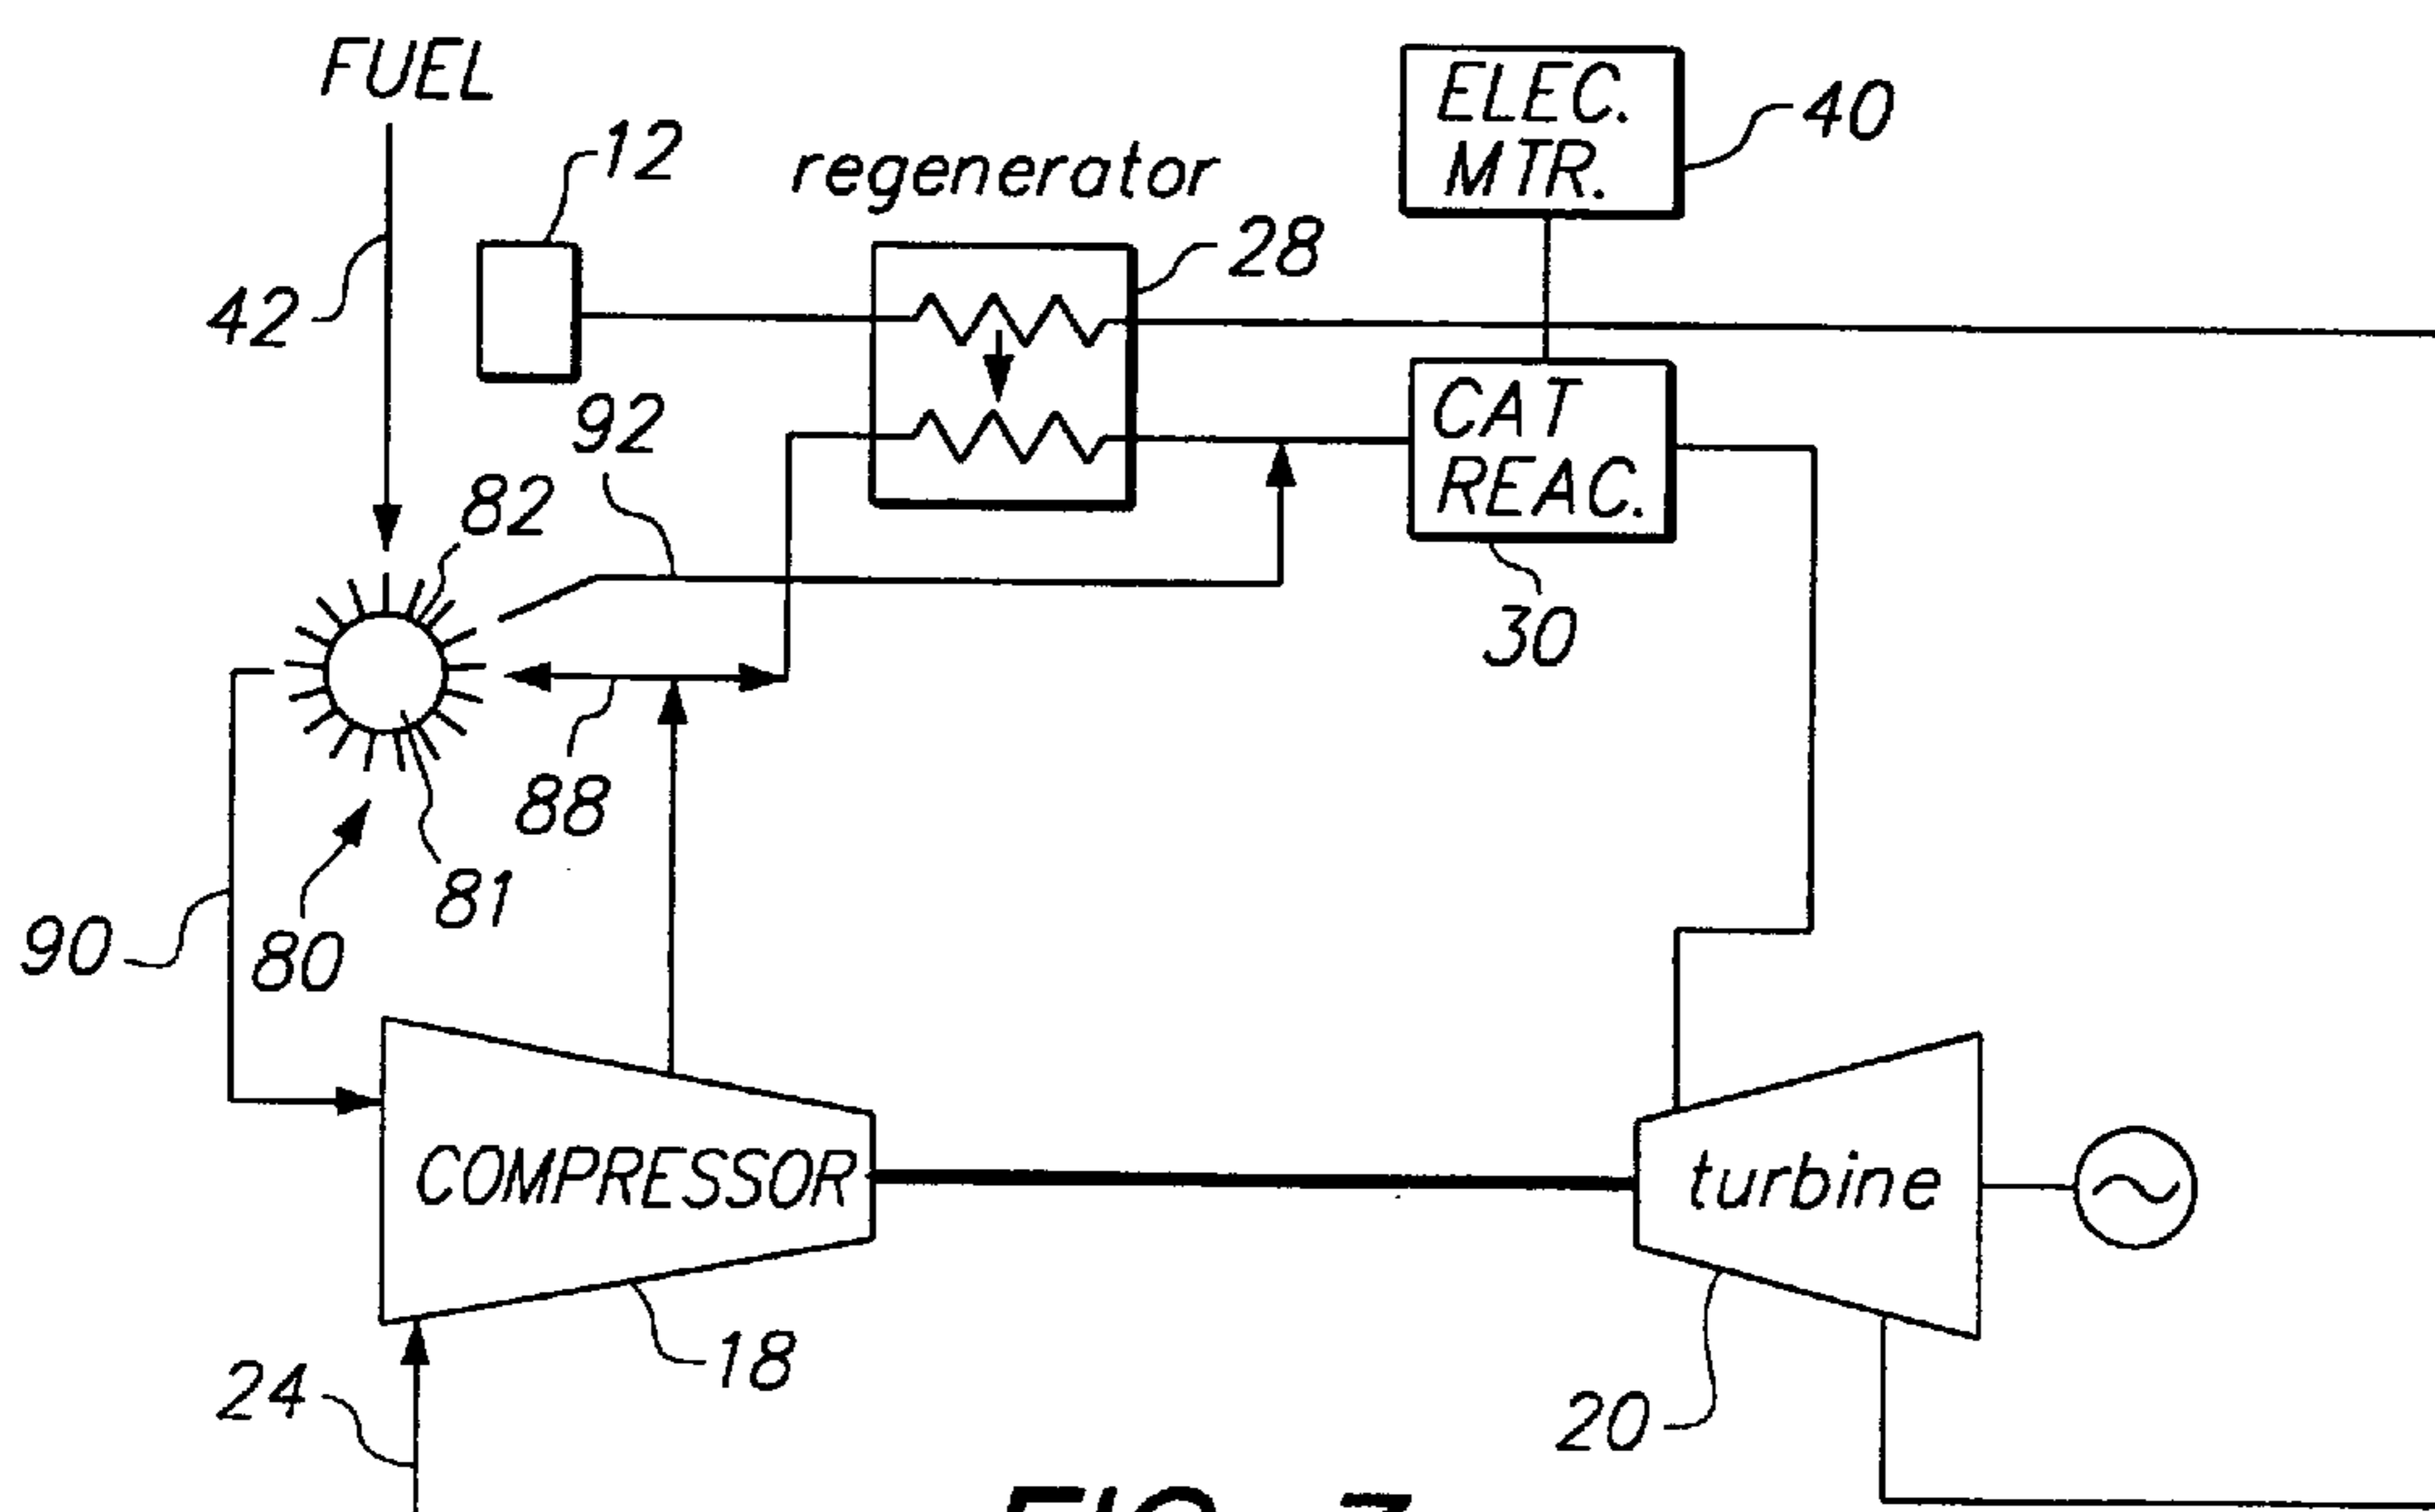 FUEL
12
regenerator
ELEC.
MTR.
40
28
42
92
CAT
REAC.
82
30
88
81
90
80
COMPRESSOR
turbine
18
24
20